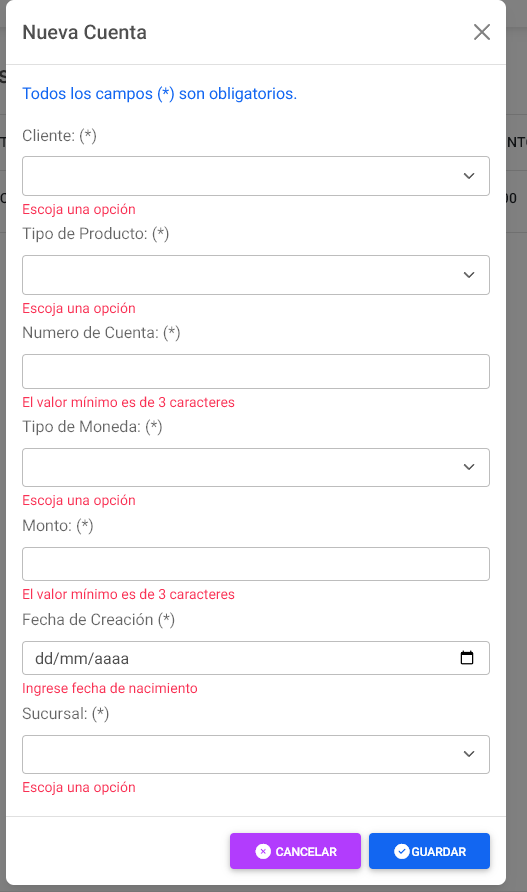 Nueva Cuenta
Todos los campos (*) son obligatorios.
Cliente: (*)
Escoja una opción
Tipo de Producto: (*)
Escoja una opción
Numero de Cuenta: (*)
El valor mínimo es de 3 caracteres
Tipo de Moneda: (*)
Escoja una opción
Monto: (*)
El valor mínimo es de 3 caracteres
Fecha de Creación (*)
dd/mm/aaaa
Ingrese fecha de nacimiento
Sucursal: (*)
Escoja una opción
CANCELAR
GUARDAR